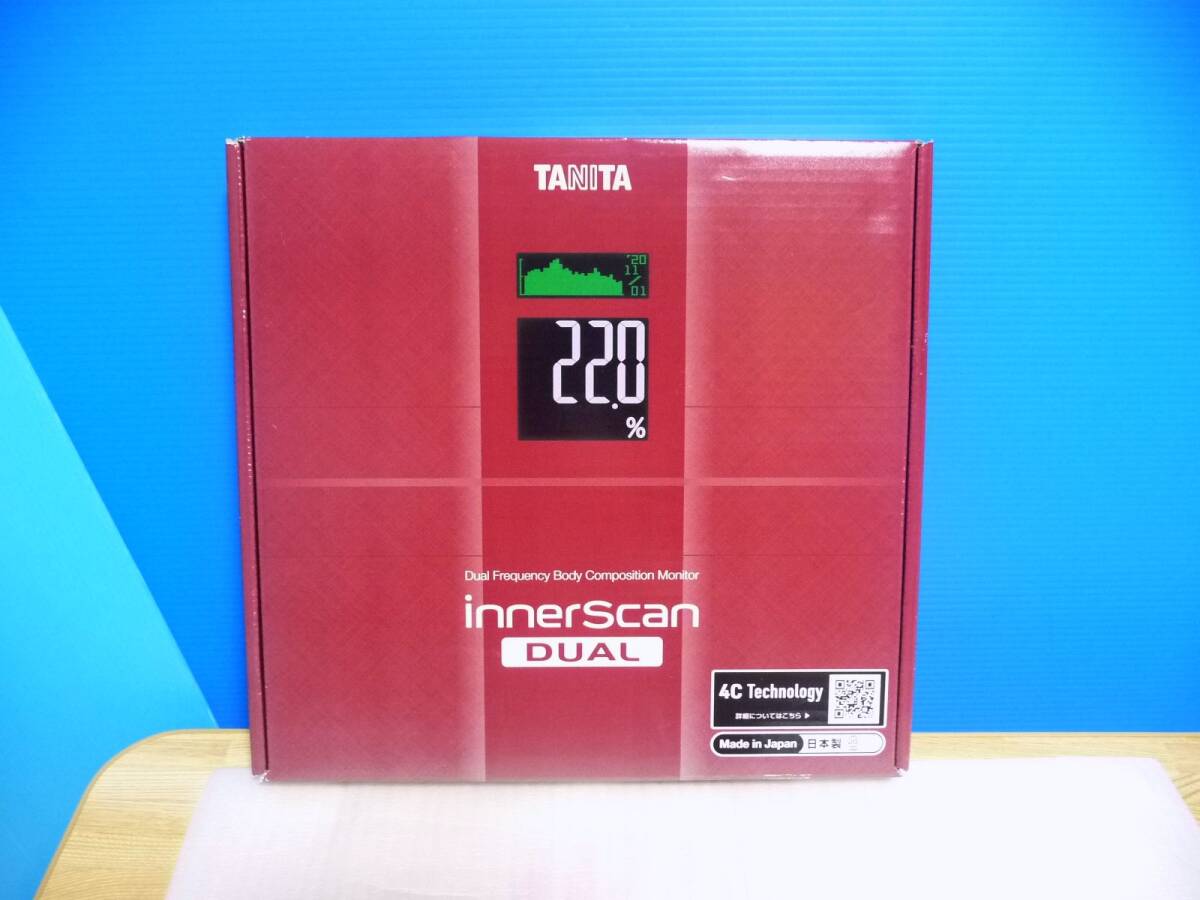 TANITA
'20
11
/
01
22.0
%
Dual Frequency Body Composition Monitor
innerScan
DUAL
4C Technology
詳細についてはこちら ▶
Made in Japan 日本製